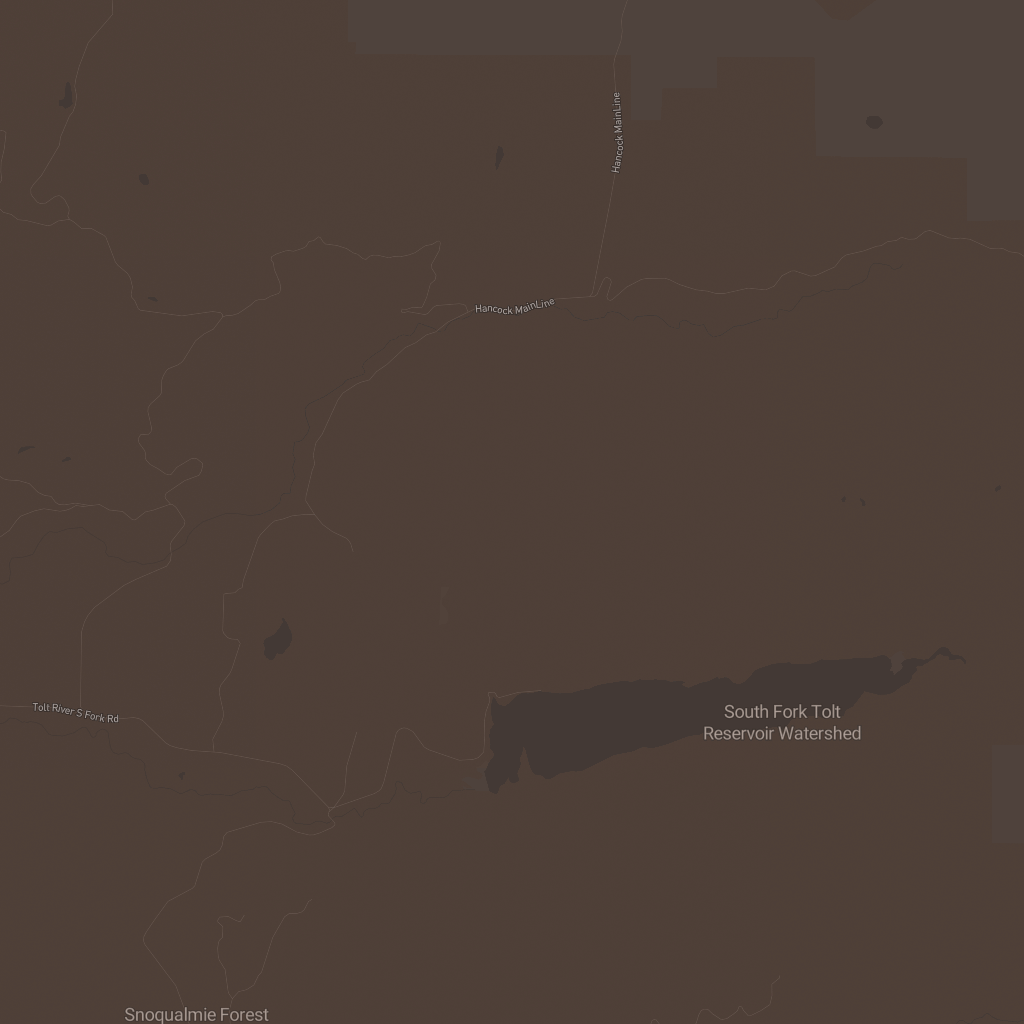 Hancock MainLine
Hancock MainLine
Tolt River S Fork Rd
South Fork Tolt
Reservoir Watershed
Snoqualmie Forest